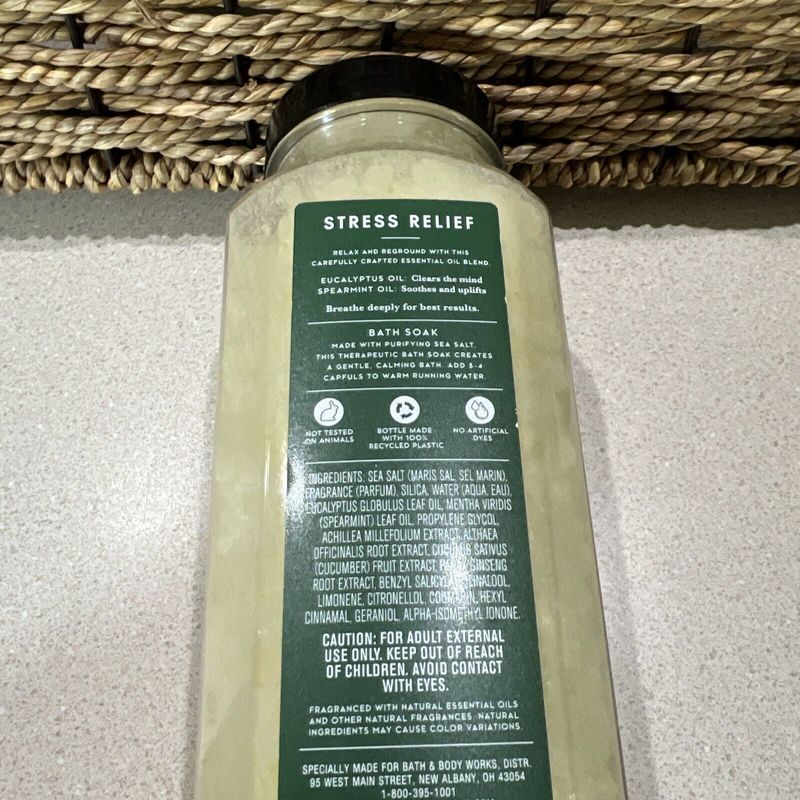 STRESS RELIEF
RELAX AND REGROUND WITH THIS
CAREFULLY CRAFTED ESSENTIAL OIL BLEND.
EUCALYPTUS OIL: Clears the mind
SPEARMINT OIL: Soothes and uplifts
Breathe deeply for best results.
BATH SOAK
MADE WITH PURIFYING SEA SALT,
THIS THERAPEUTIC BATH SOAK CREATES
A GENTLE, CALMING BATH. ADD 3-4
CAPFULS TO WARM RUNNING WATER.
NOT TESTED
ON ANIMALS
BOTTLE MADE
WITH 100%
RECYCLED PLASTIC
NO ARTIFICIAL
DYES
INGREDIENTS: SEA SALT (MARIS SAL, SEL MARIN),
FRAGRANCE (PARFUM), SILICA, WATER (AQUA, EAU),
EUCALYPTUS GLOBULUS LEAF OIL, MENTHA VIRIDIS
(SPEARMINT) LEAF OIL, PROPYLENE GLYCOL,
ACHILLEA MILLEFOLIUM EXTRACT, ALTHAEA
OFFICINALIS ROOT EXTRACT, CUCUMIS SATIVUS
(CUCUMBER) FRUIT EXTRACT, PANAX GINSENG
ROOT EXTRACT, BENZYL SALICYLATE, LINALOOL,
LIMONENE, CITRONELLOL, COUMARIN, HEXYL
CINNAMAL, GERANIOL, ALPHA-ISOMETHYL IONONE.
CAUTION: FOR ADULT EXTERNAL
USE ONLY. KEEP OUT OF REACH
OF CHILDREN. AVOID CONTACT
WITH EYES.
FRAGRANCED WITH NATURAL ESSENTIAL OILS
AND OTHER NATURAL FRAGRANCES. NATURAL
INGREDIENTS MAY CAUSE COLOR VARIATIONS.
SPECIALLY MADE FOR BATH & BODY WORKS, DISTR.
95 WEST MAIN STREET, NEW ALBANY, OH 43054
1-800-395-1001